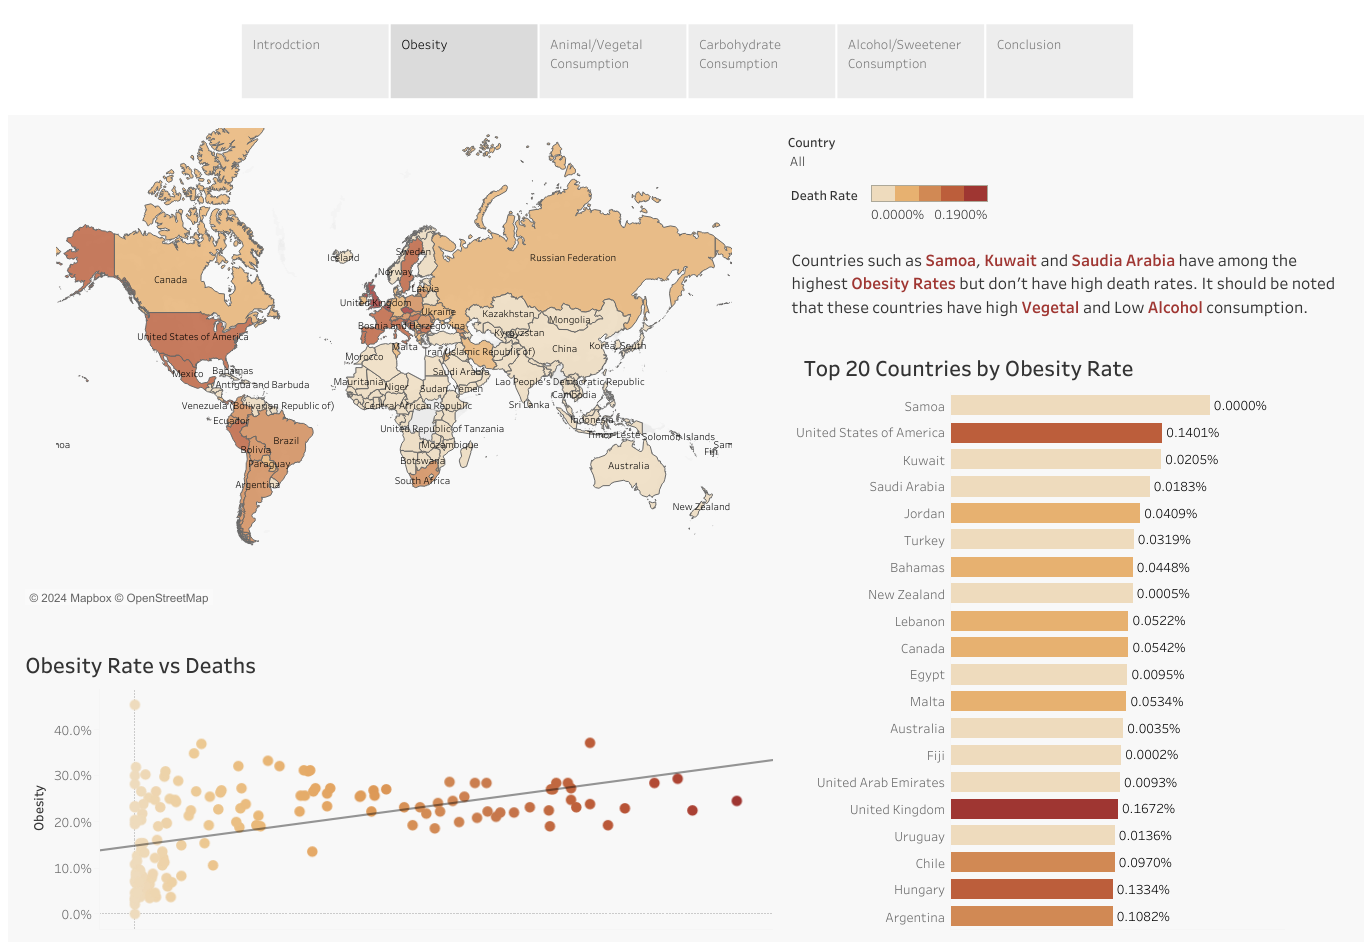 Introdction
Obesity
Animal/Vegetal
Consumption
Carbohydrate
Consumption
Alcohol/Sweetener
Consumption
Conclusion
Country
All
Death Rate
0.0000% 0.1900%
Countries such as Samoa, Kuwait and Saudia Arabia have among the
highest Obesity Rates but don't have high death rates. It should be noted
that these countries have high Vegetal and Low Alcohol consumption.
Iceland
Sweden
Norway
Russian Federation
Canada
Latvia
United Kingdom
Ukraine
Kazakhstan
Mongolia
Bosnia and Herzegovina
Kyrgyzstan
United States of America
Malta
Iran (Islamic Republic of)
China
Korea, South
Morocco
Mexico
Bahamas
Saudi Arabia
Antigua and Barbuda
Mauritania
Niger
Sudan
Yemen
Lao People's Democratic Republic
Cambodia
Venezuela (Bolivarian Republic of)
Central African Republic
Sri Lanka
Ecuador
Indonesia
United Republic of Tanzania
Timor-Leste
Solomon Islands
Brazil
noa
Mozambique
Sam
Fiji
Bolivia
Paraguay
Botswana
Australia
Argentina
South Africa
New Zealand
© 2024 Mapbox © OpenStreetMap
Top 20 Countries by Obesity Rate
Samoa 0.0000%
United States of America 0.1401%
Kuwait 0.0205%
Saudi Arabia 0.0183%
Jordan 0.0409%
Turkey 0.0319%
Bahamas 0.0448%
New Zealand 0.0005%
Lebanon 0.0522%
Canada 0.0542%
Egypt 0.0095%
Malta 0.0534%
Australia 0.0035%
Fiji 0.0002%
United Arab Emirates 0.0093%
United Kingdom 0.1672%
Uruguay 0.0136%
Chile 0.0970%
Hungary 0.1334%
Argentina 0.1082%
Obesity Rate vs Deaths
Obesity
40.0%
30.0%
20.0%
10.0%
0.0%